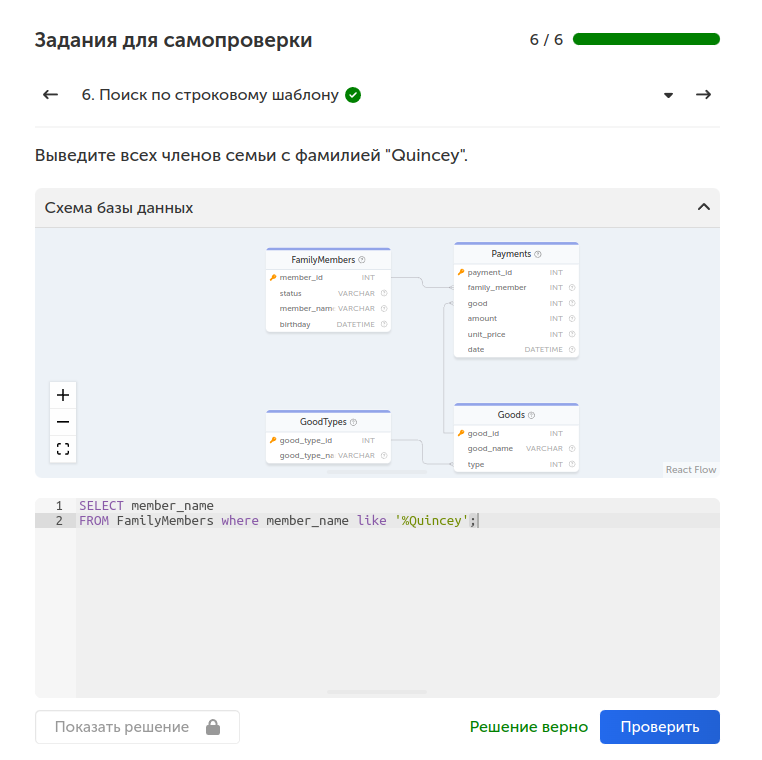 Задания для самопроверки
6 / 6
6. Поиск по строковому шаблону
Выведите всех членов семьи с фамилией "Quincey".
Схема базы данных
FamilyMembers
member_id INT
status VARCHAR
member_nam VARCHAR
birthday DATETIME
Payments
payment_id INT
family_member INT
good INT
amount INT
unit_price INT
date DATETIME
GoodTypes
good_type_id INT
good_type_na VARCHAR
Goods
good_id INT
good_name VARCHAR
type INT
React Flow
1 SELECT member_name
2 FROM FamilyMembers where member_name like '%Quincey';
Показать решение
Решение верно
Проверить